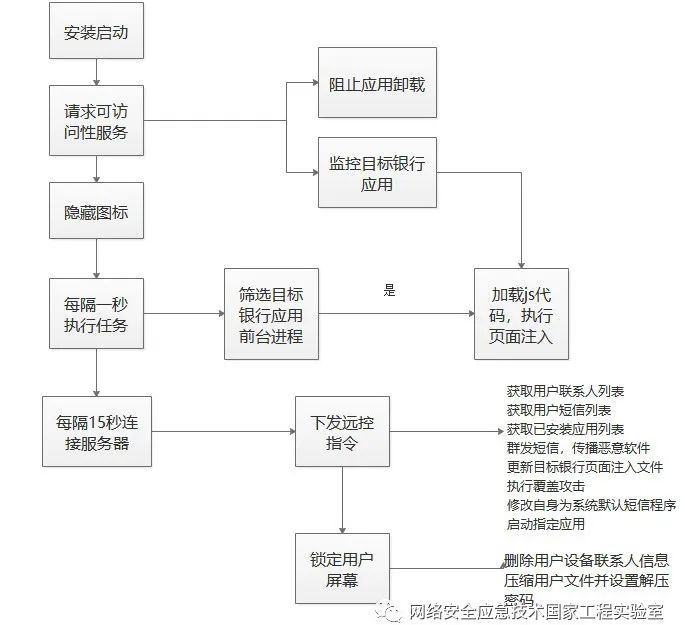 安装启动
请求可访
问性服务
阻止应用卸载
监控目标银行
应用
隐藏图标
每隔一秒
执行任务
筛选目标
银行应用
前台进程
是
加载js代
码，执行
页面注入
每隔15秒连
接服务器
下发远控
指令
获取用户联系人列表
获取用户短信列表
获取已安装应用列表
群发短信，传播恶意软件
更新目标银行页面注入文件
执行覆盖攻击
修改自身为系统默认短信程序
启动指定应用
锁定用户
屏幕
删除用户设备联系人信息
压缩用户文件并设置解压
密码
网络安全应急技术国家工程实验室